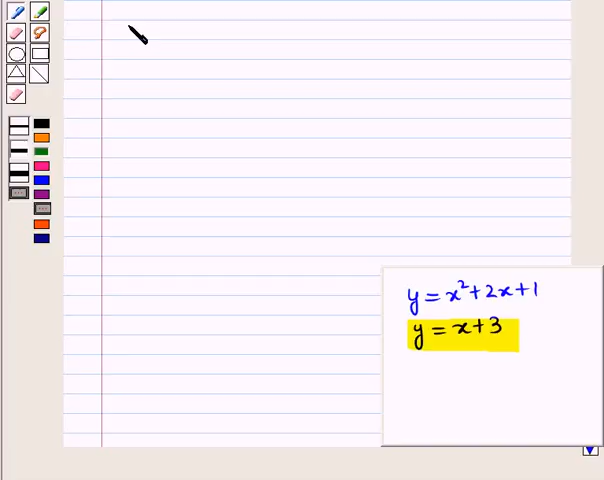 y = x² + 2x + 1
y = x + 3